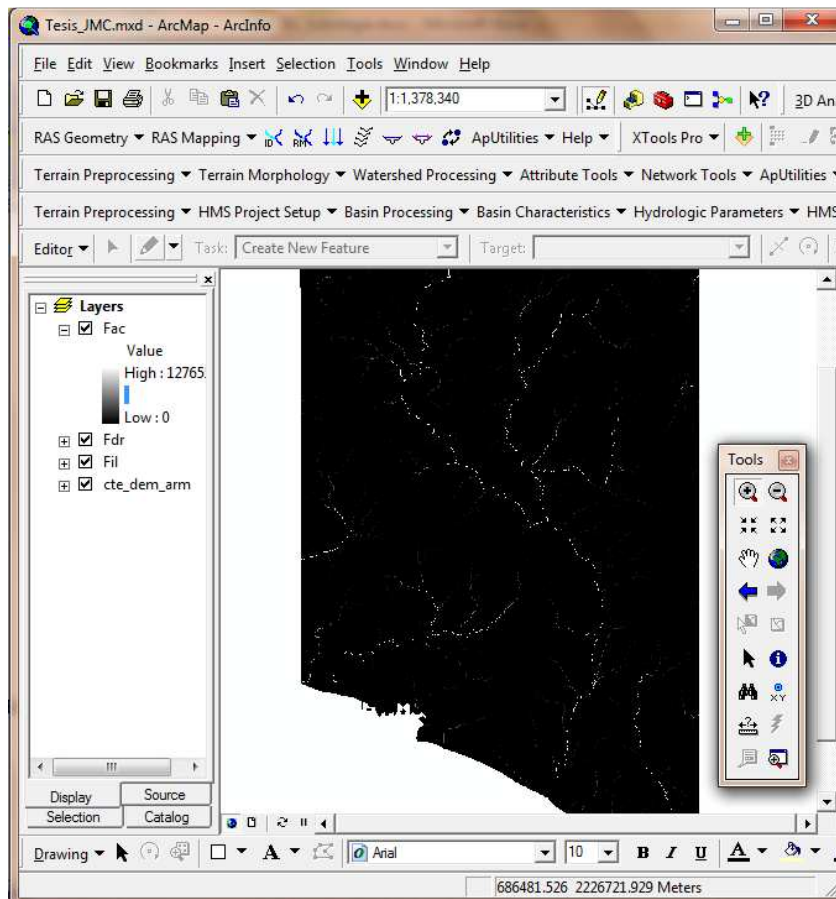 Tesis_JMC.mxd - ArcMap - ArcInfo
File Edit View Bookmarks Insert Selection Tools Window Help
1:1,378,340 3D An
RAS Geometry RAS Mapping ID RM ApUtilities Help XTools Pro
Terrain Preprocessing Terrain Morphology Watershed Processing Attribute Tools Network Tools ApUtilities
Terrain Preprocessing HMS Project Setup Basin Processing Basin Characteristics Hydrologic Parameters HMS
Editor Task: Create New Feature Target:
Layers
Fac
Value
High : 12765
Low : 0
Fdr
Fil
cte_dem_arm
Tools
XY
Display Source
Selection Catalog
Drawing A Arial 10 B I U A
686481.526 2226721.929 Meters